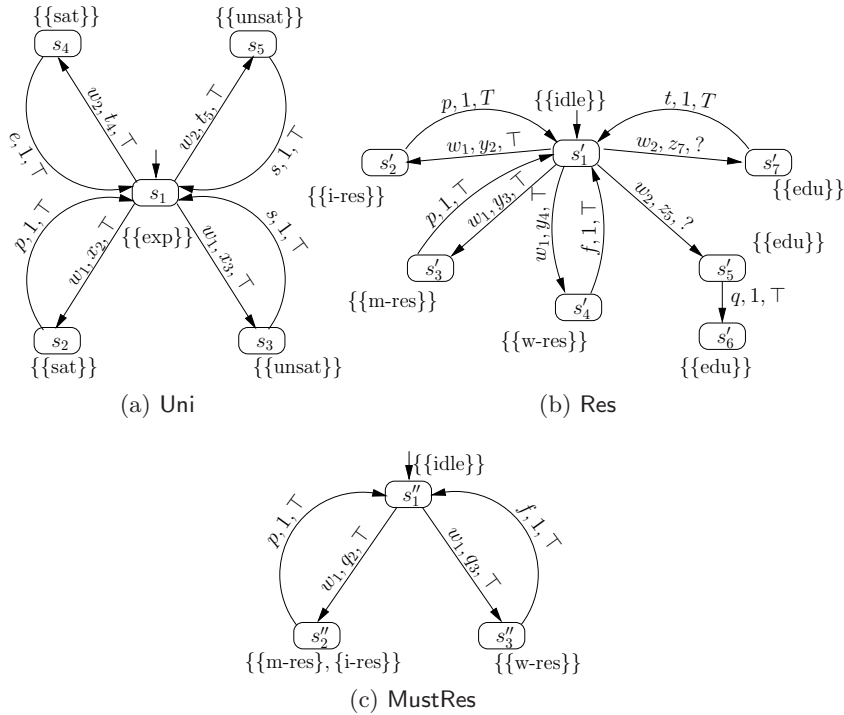 {{sat}}
s4
{{unsat}}
s5
w2, t4, ⊤
w2, t5, ⊤
e, 1, ⊤
s, 1, ⊤
s1
{{exp}}
p, 1, ⊤
w1, x2, ⊤
w1, x3, ⊤
s, 1, ⊤
s2
{{sat}}
s3
{{unsat}}
(a) Uni
{{idle}}
p, 1, T
t, 1, T
s′1
w1, y2, ⊤
w2, z7, ?
s′2
{{i-res}}
s′7
{{edu}}
p, 1, ⊤
w1, y3, ⊤
w1, y4, ⊤
f, 1, ⊤
w2, z5, ?
s′3
{{m-res}}
{{edu}}
s′5
s′4
{{w-res}}
q, 1, ⊤
s′6
{{edu}}
(b) Res
{{idle}}
s″1
p, 1, ⊤
w1, q2, ⊤
w1, q3, ⊤
f, 1, ⊤
s″2
{{m-res}, {i-res}}
s″3
{{w-res}}
(c) MustRes